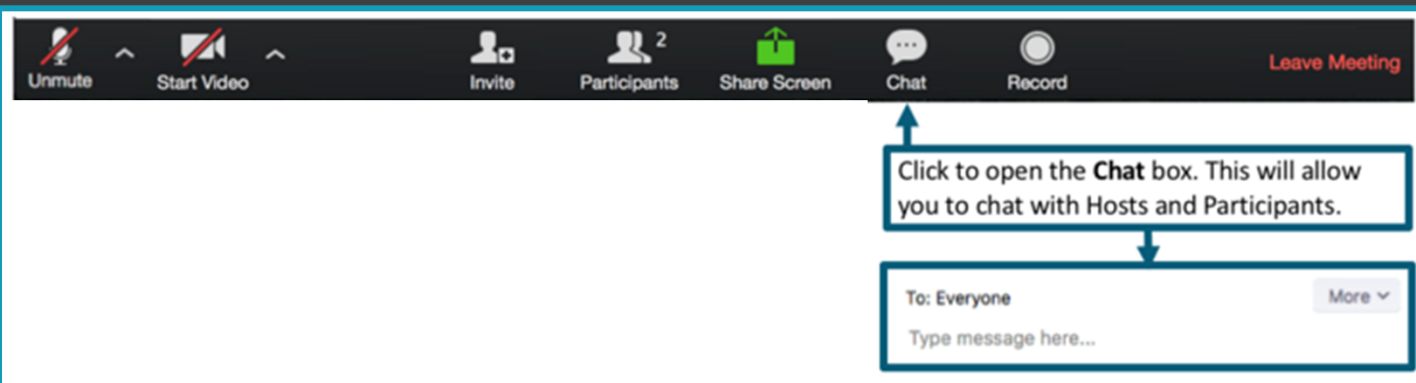 Unmute Start Video Invite Participants 2 Share Screen Chat Record Leave Meeting
Click to open the Chat box. This will allow
you to chat with Hosts and Participants.
To: Everyone More
Type message here...